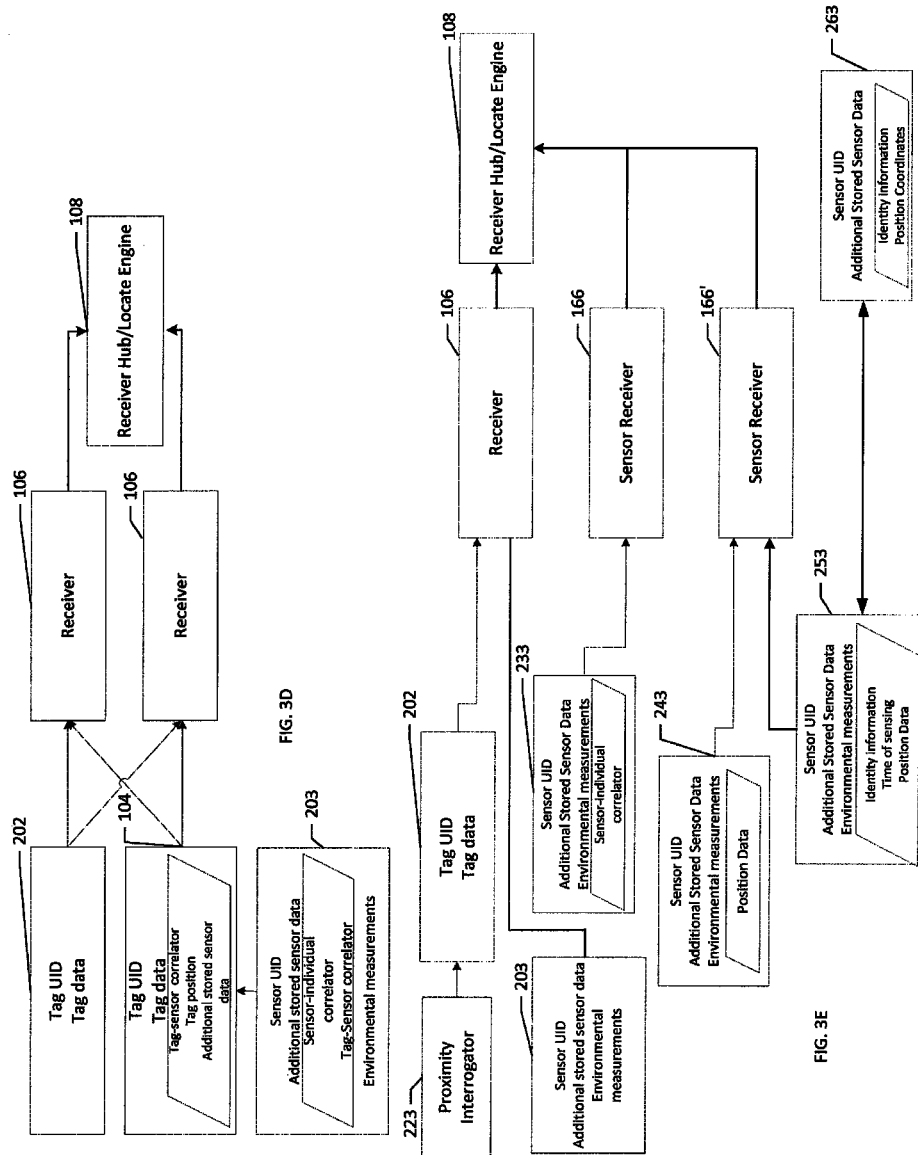 202
Tag UID
Tag data
104
Tag UID
Tag data
Tag-sensor correlator
Tag position
Additional stored sensor
data
203
Sensor UID
Additional stored sensor data
Sensor-individual
correlator
Tag-Sensor correlator
Environmental measurements
106
Receiver
106
Receiver
108
Receiver Hub/Locate Engine
FIG. 3D
223
Proximity
Interrogator
202
Tag UID
Tag data
203
Sensor UID
Additional stored sensor data
Environmental
measurements
233
Sensor UID
Additional Stored Sensor Data
Environmental measurements
Sensor-individual
correlator
243
Sensor UID
Additional Stored Sensor Data
Environmental measurements
Position Data
253
Sensor UID
Additional Stored Sensor Data
Environmental measurements
Identity Information
Time of sensing
Position Data
106
Receiver
166
Sensor Receiver
166'
Sensor Receiver
108
Receiver Hub/Locate Engine
263
Sensor UID
Additional Stored Sensor Data
Identity Information
Position Coordinates
FIG. 3E